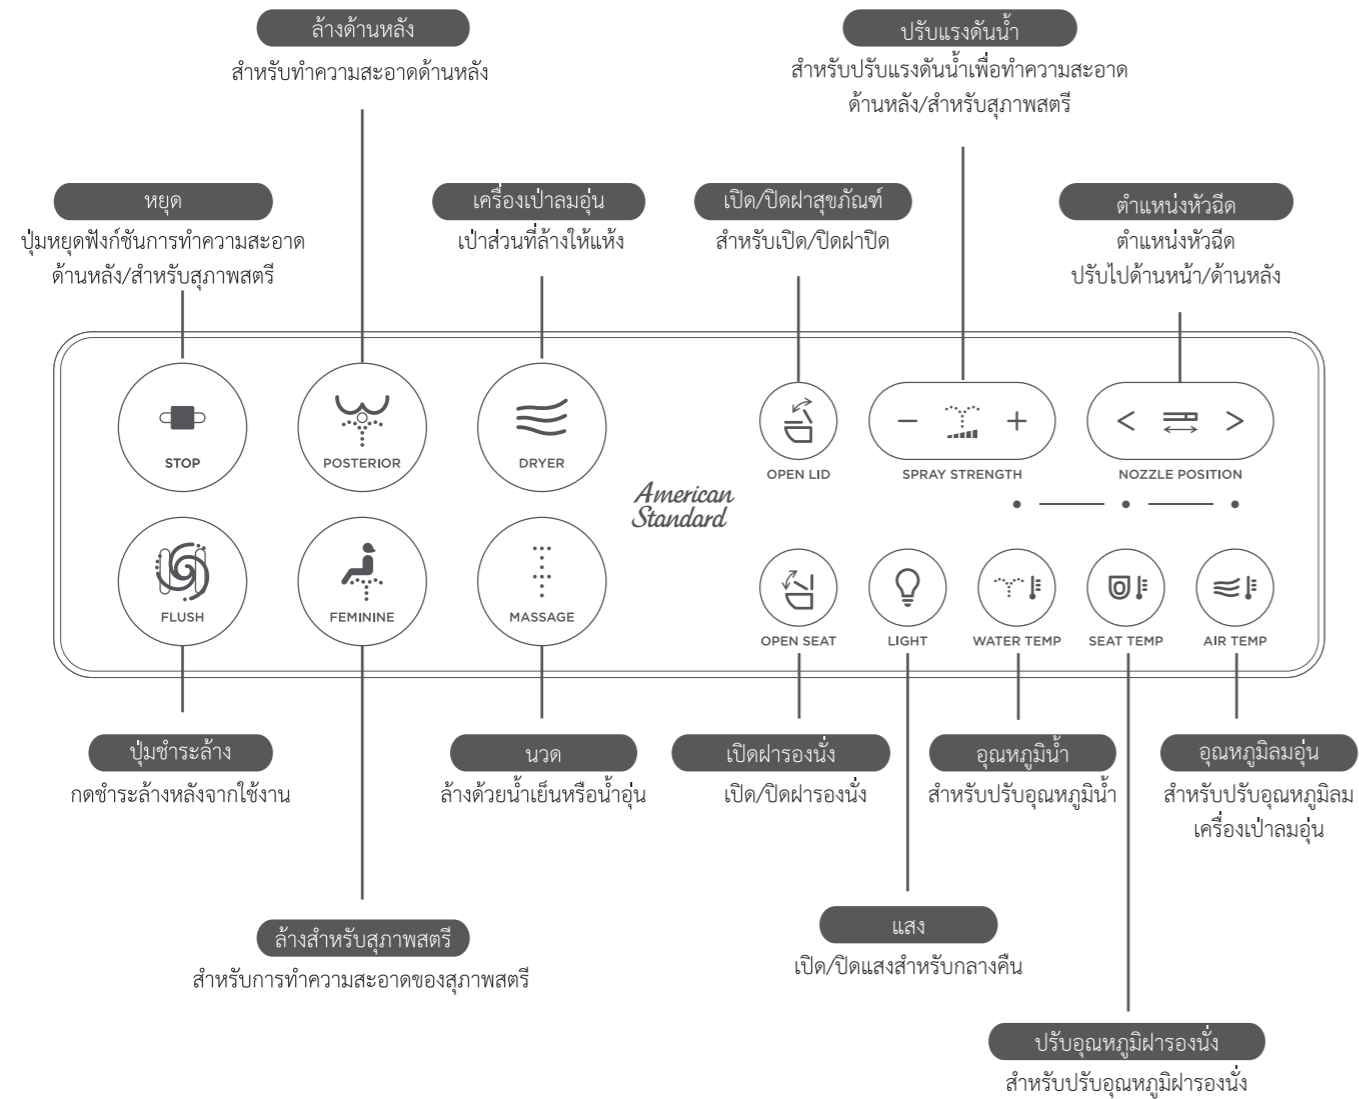 ล้างด้านหลัง
สำหรับทำความสะอาดด้านหลัง
ปรับแรงดันน้ำ
สำหรับปรับแรงดันน้ำเพื่อทำความสะอาด
ด้านหลัง/สำหรับสุภาพสตรี
หยุด
ปุ่มหยุดฟังก์ชันการทำความสะอาด
ด้านหลัง/สำหรับสุภาพสตรี
เครื่องเป่าลมอุ่น
เป่าส่วนที่ล้างให้แห้ง
เปิด/ปิดฝาสุขภัณฑ์
สำหรับเปิด/ปิดฝาปิด
ตำแหน่งหัวฉีด
ตำแหน่งหัวฉีด
ปรับไปด้านหน้า/ด้านหลัง
STOP
POSTERIOR
DRYER
OPEN LID
− +
SPRAY STRENGTH
< >
NOZZLE POSITION
American
Standard
FLUSH
FEMININE
MASSAGE
OPEN SEAT
LIGHT
WATER TEMP
SEAT TEMP
AIR TEMP
ปุ่มชำระล้าง
กดชำระล้างหลังจากใช้งาน
นวด
ล้างด้วยน้ำเย็นหรือน้ำอุ่น
เปิดฝารองนั่ง
เปิด/ปิดฝารองนั่ง
อุณหภูมิน้ำ
สำหรับปรับอุณหภูมิน้ำ
อุณหภูมิลมอุ่น
สำหรับปรับอุณหภูมิลม
เครื่องเป่าลมอุ่น
ล้างสำหรับสุภาพสตรี
สำหรับการทำความสะอาดของสุภาพสตรี
แสง
เปิด/ปิดแสงสำหรับกลางคืน
ปรับอุณหภูมิฝารองนั่ง
สำหรับปรับอุณหภูมิฝารองนั่ง